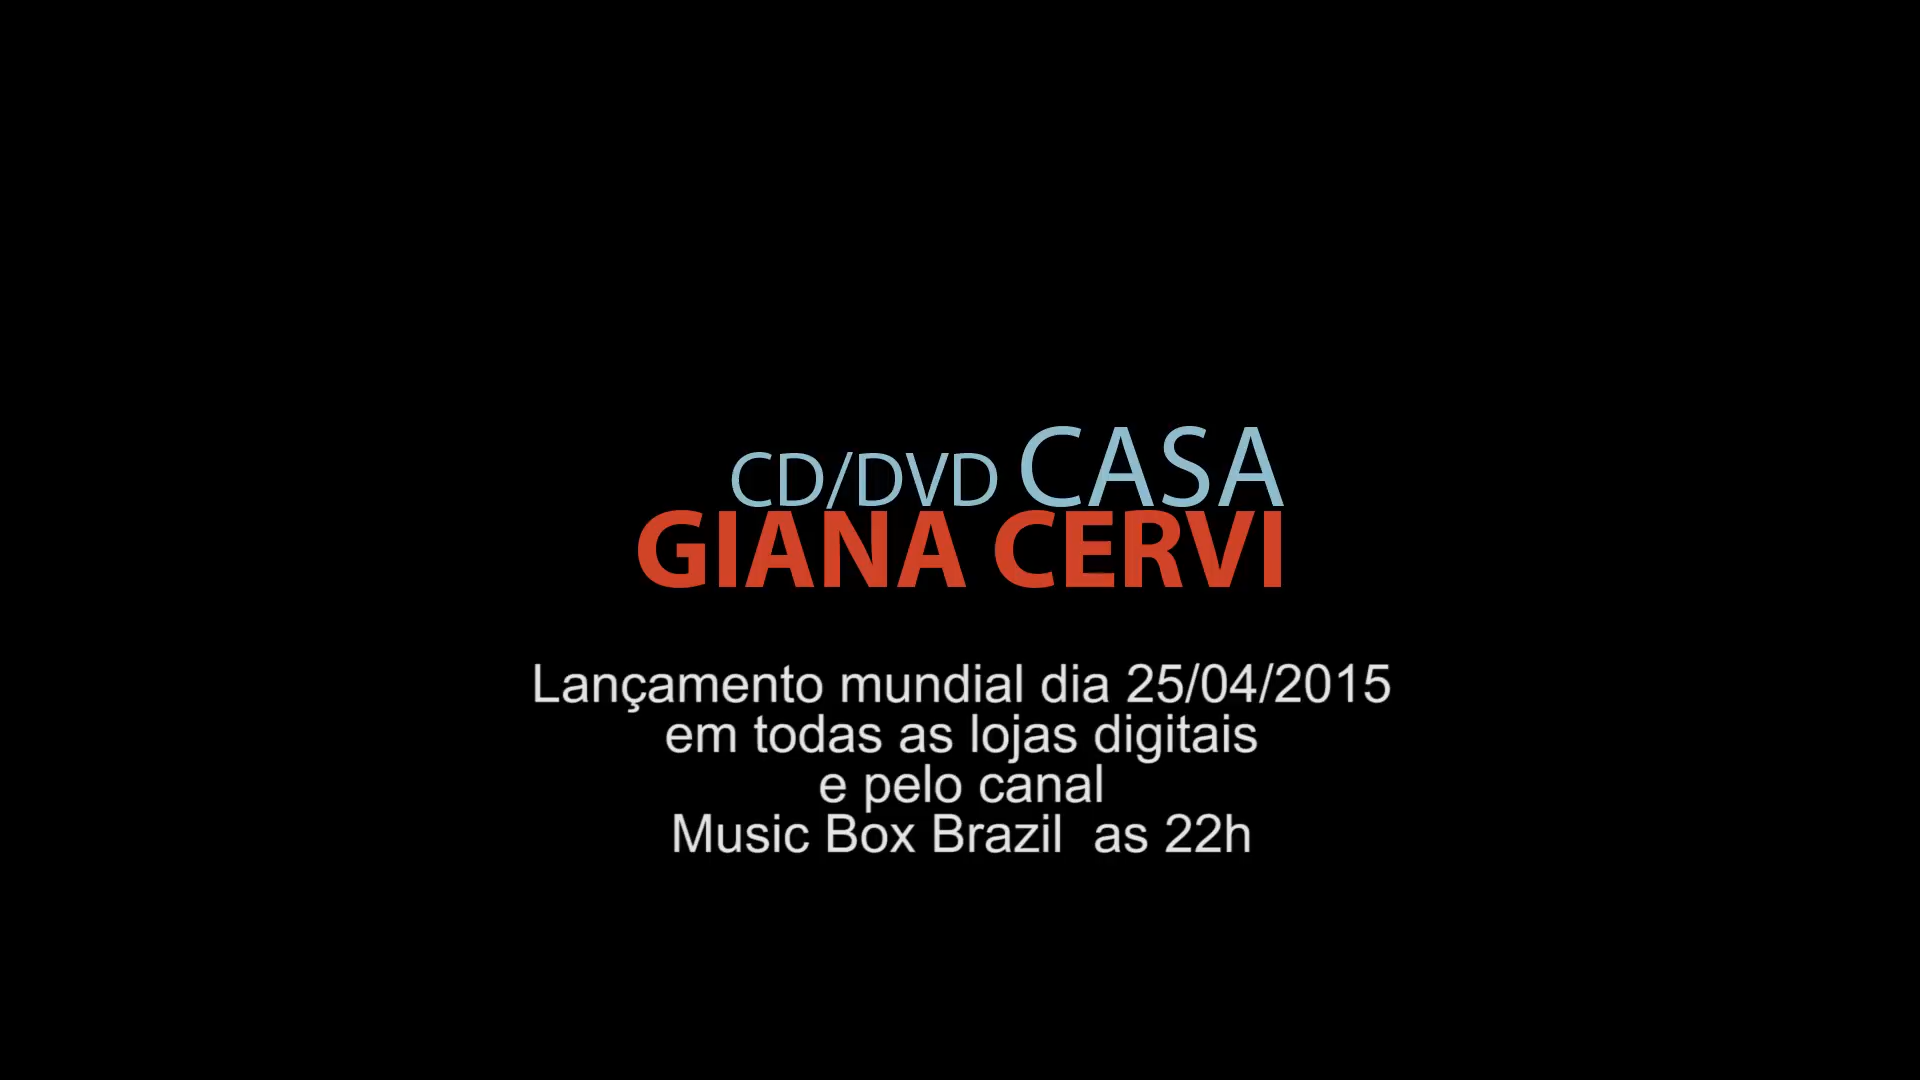 CD/DVD CASA
GIANA CERVI
Lançamento mundial dia 25/04/2015
em todas as lojas digitais
e pelo canal
Music Box Brazil  as 22h